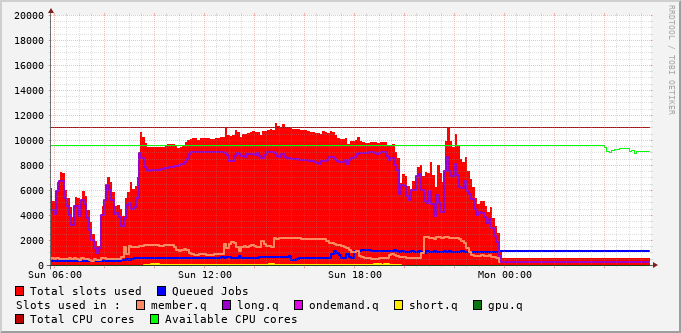 RRDTOOL / TOBI OETIKER
20000
18000
16000
14000
12000
10000
8000
6000
4000
2000
0
Sun 06:00 Sun 12:00 Sun 18:00 Mon 00:00
Total slots used Queued Jobs
Slots used in : member.q long.q ondemand.q short.q gpu.q
Total CPU cores Available CPU cores